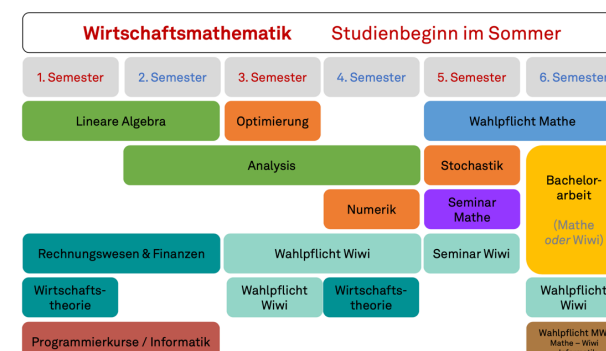 Wirtschaftsmathematik Studienbeginn im Sommer
1. Semester 2. Semester 3. Semester 4. Semester 5. Semester 6. Semester
Lineare Algebra Optimierung Wahlpflicht Mathe
Analysis Stochastik
Bachelor-
arbeit
(Mathe
oder Wiwi)
Numerik Seminar
Mathe
Rechnungswesen & Finanzen Wahlpflicht Wiwi Seminar Wiwi
Wirtschafts-
theorie
Wahlpflicht
Wiwi
Wirtschafts-
theorie
Wahlpflicht
Wiwi
Programmierkurse / Informatik
Wahlpflicht MW
Mathe – Wiwi